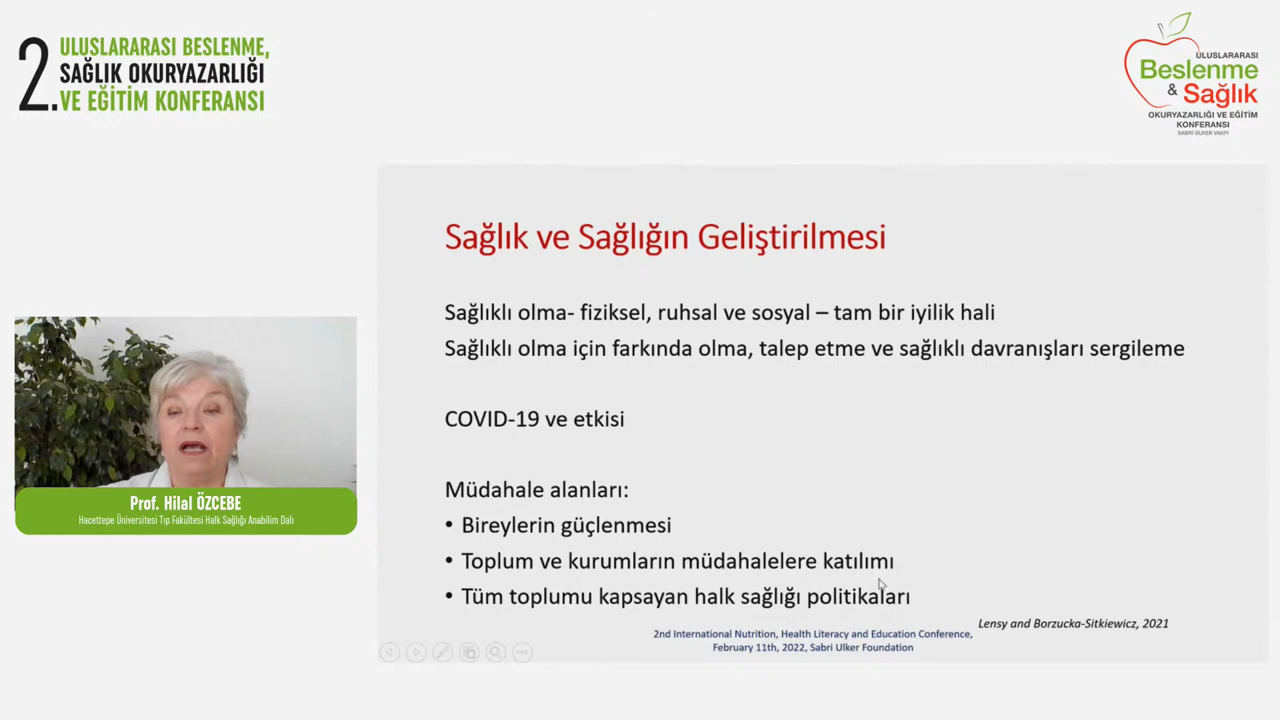 2. ULUSLARARASI BESLENME,
SAĞLIK OKURYAZARLIĞI
VE EĞİTİM KONFERANSI
ULUSLARARASI
Beslenme
& Sağlık
OKURYAZARLIĞI VE EĞİTİM
KONFERANSI
SABRİ ÜLKER VAKFI
Sağlık ve Sağlığın Geliştirilmesi
Sağlıklı olma- fiziksel, ruhsal ve sosyal – tam bir iyilik hali
Sağlıklı olma için farkında olma, talep etme ve sağlıklı davranışları sergileme
COVID-19 ve etkisi
Müdahale alanları:
• Bireylerin güçlenmesi
• Toplum ve kurumların müdahalelere katılımı
• Tüm toplumu kapsayan halk sağlığı politikaları
Lensy and Borzucka-Sitkiewicz, 2021
2nd International Nutrition, Health Literacy and Education Conference,
February 11th, 2022, Sabri Ulker Foundation
Prof. Hilal ÖZCEBE
Hacettepe Üniversitesi Tıp Fakültesi Halk Sağlığı Anabilim Dalı